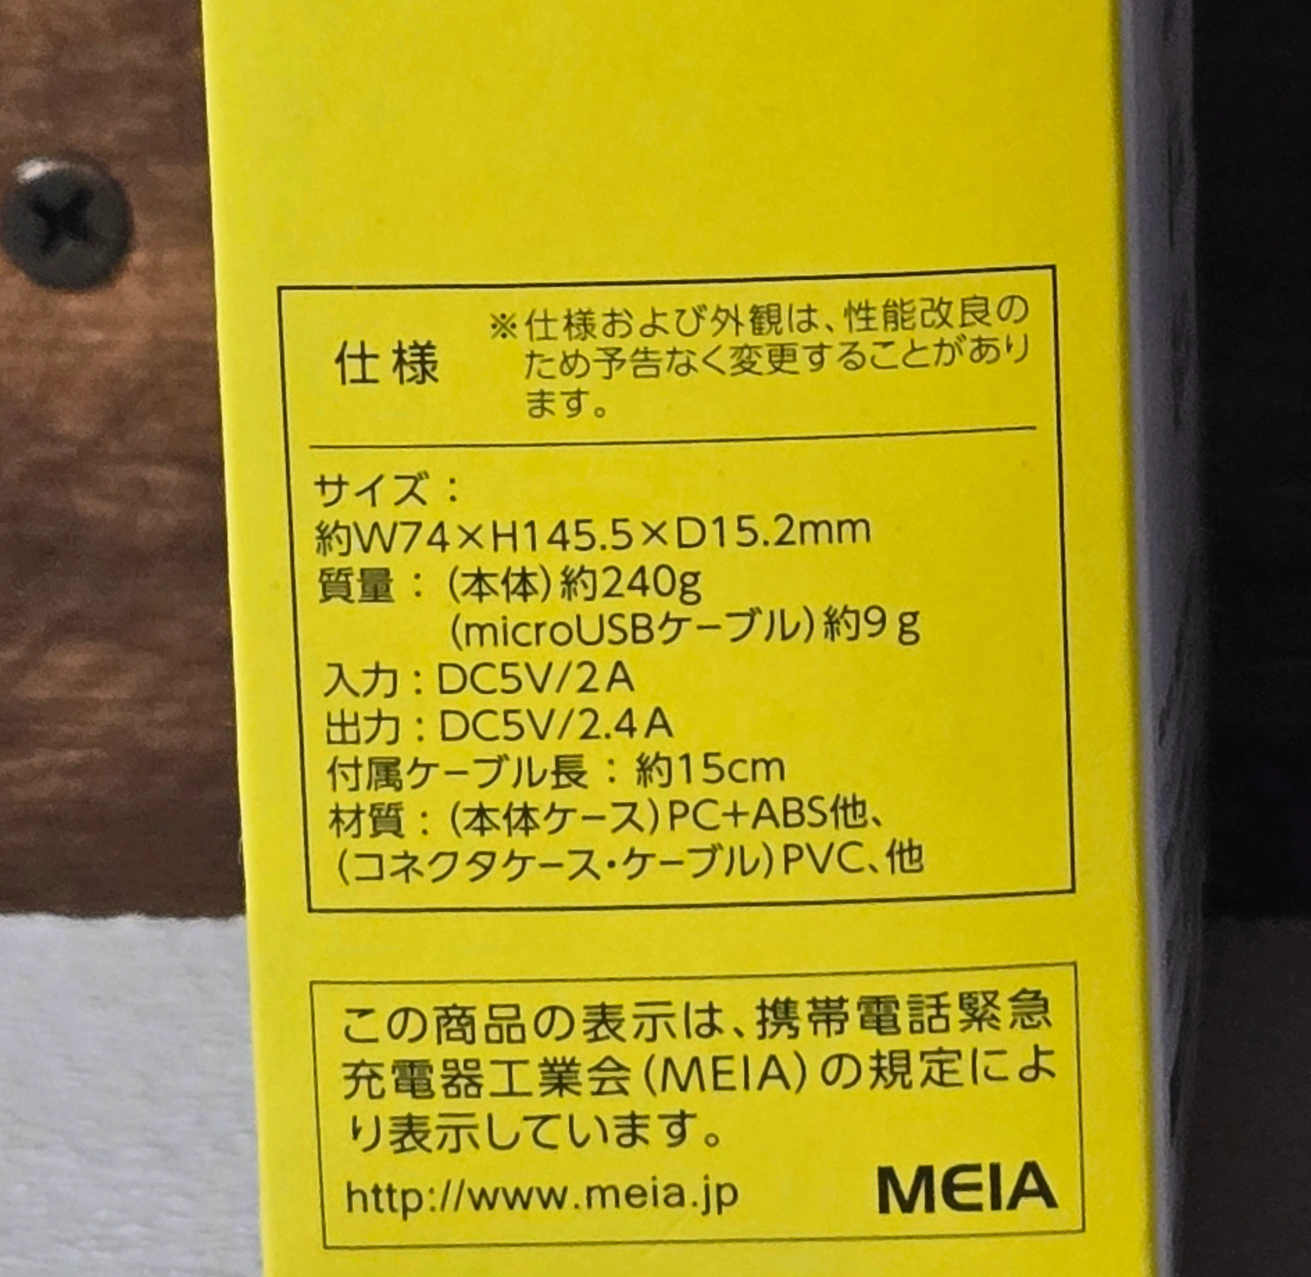 仕様
※仕様および外観は、性能改良の
ため予告なく変更することがあり
ます。
サイズ：
約W74×H145.5×D15.2mm
質量：（本体）約240g
（microUSBケーブル）約9g
入力：DC5V/2A
出力：DC5V/2.4A
付属ケーブル長：約15cm
材質：（本体ケース）PC+ABS他、
（コネクタケース・ケーブル）PVC、他
この商品の表示は、携帯電話緊急
充電器工業会（MEIA）の規定によ
り表示しています。
http://www.meia.jp
MEIA